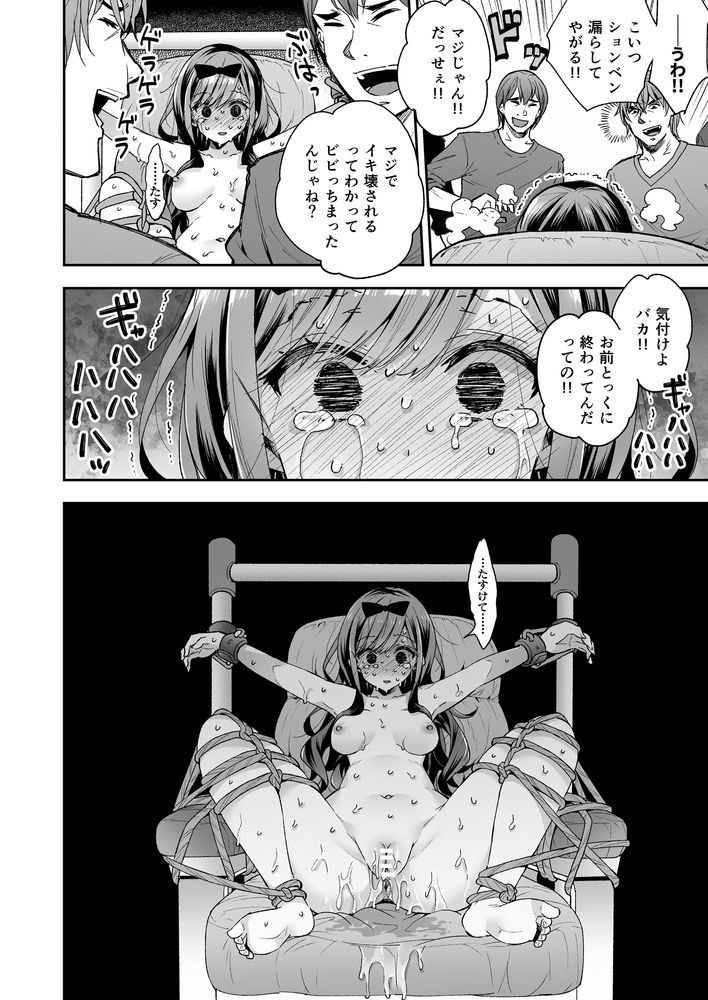 ——うわ!!
こいつ
ションベン
漏らして
やがる!!
ドッ
マジじゃん!!
だっせぇ!!
ぶはっ
ゲラゲラ
ゲラ
マジで
イキ壊される
ってわかって
ビビっちまった
んじゃね?
……たす
気付けよ
バカ!!
お前とっくに
終わってんだ
っての!!
ギャハハハ
ハハ
ギャハハハ
ハハハッ
…たすけて…